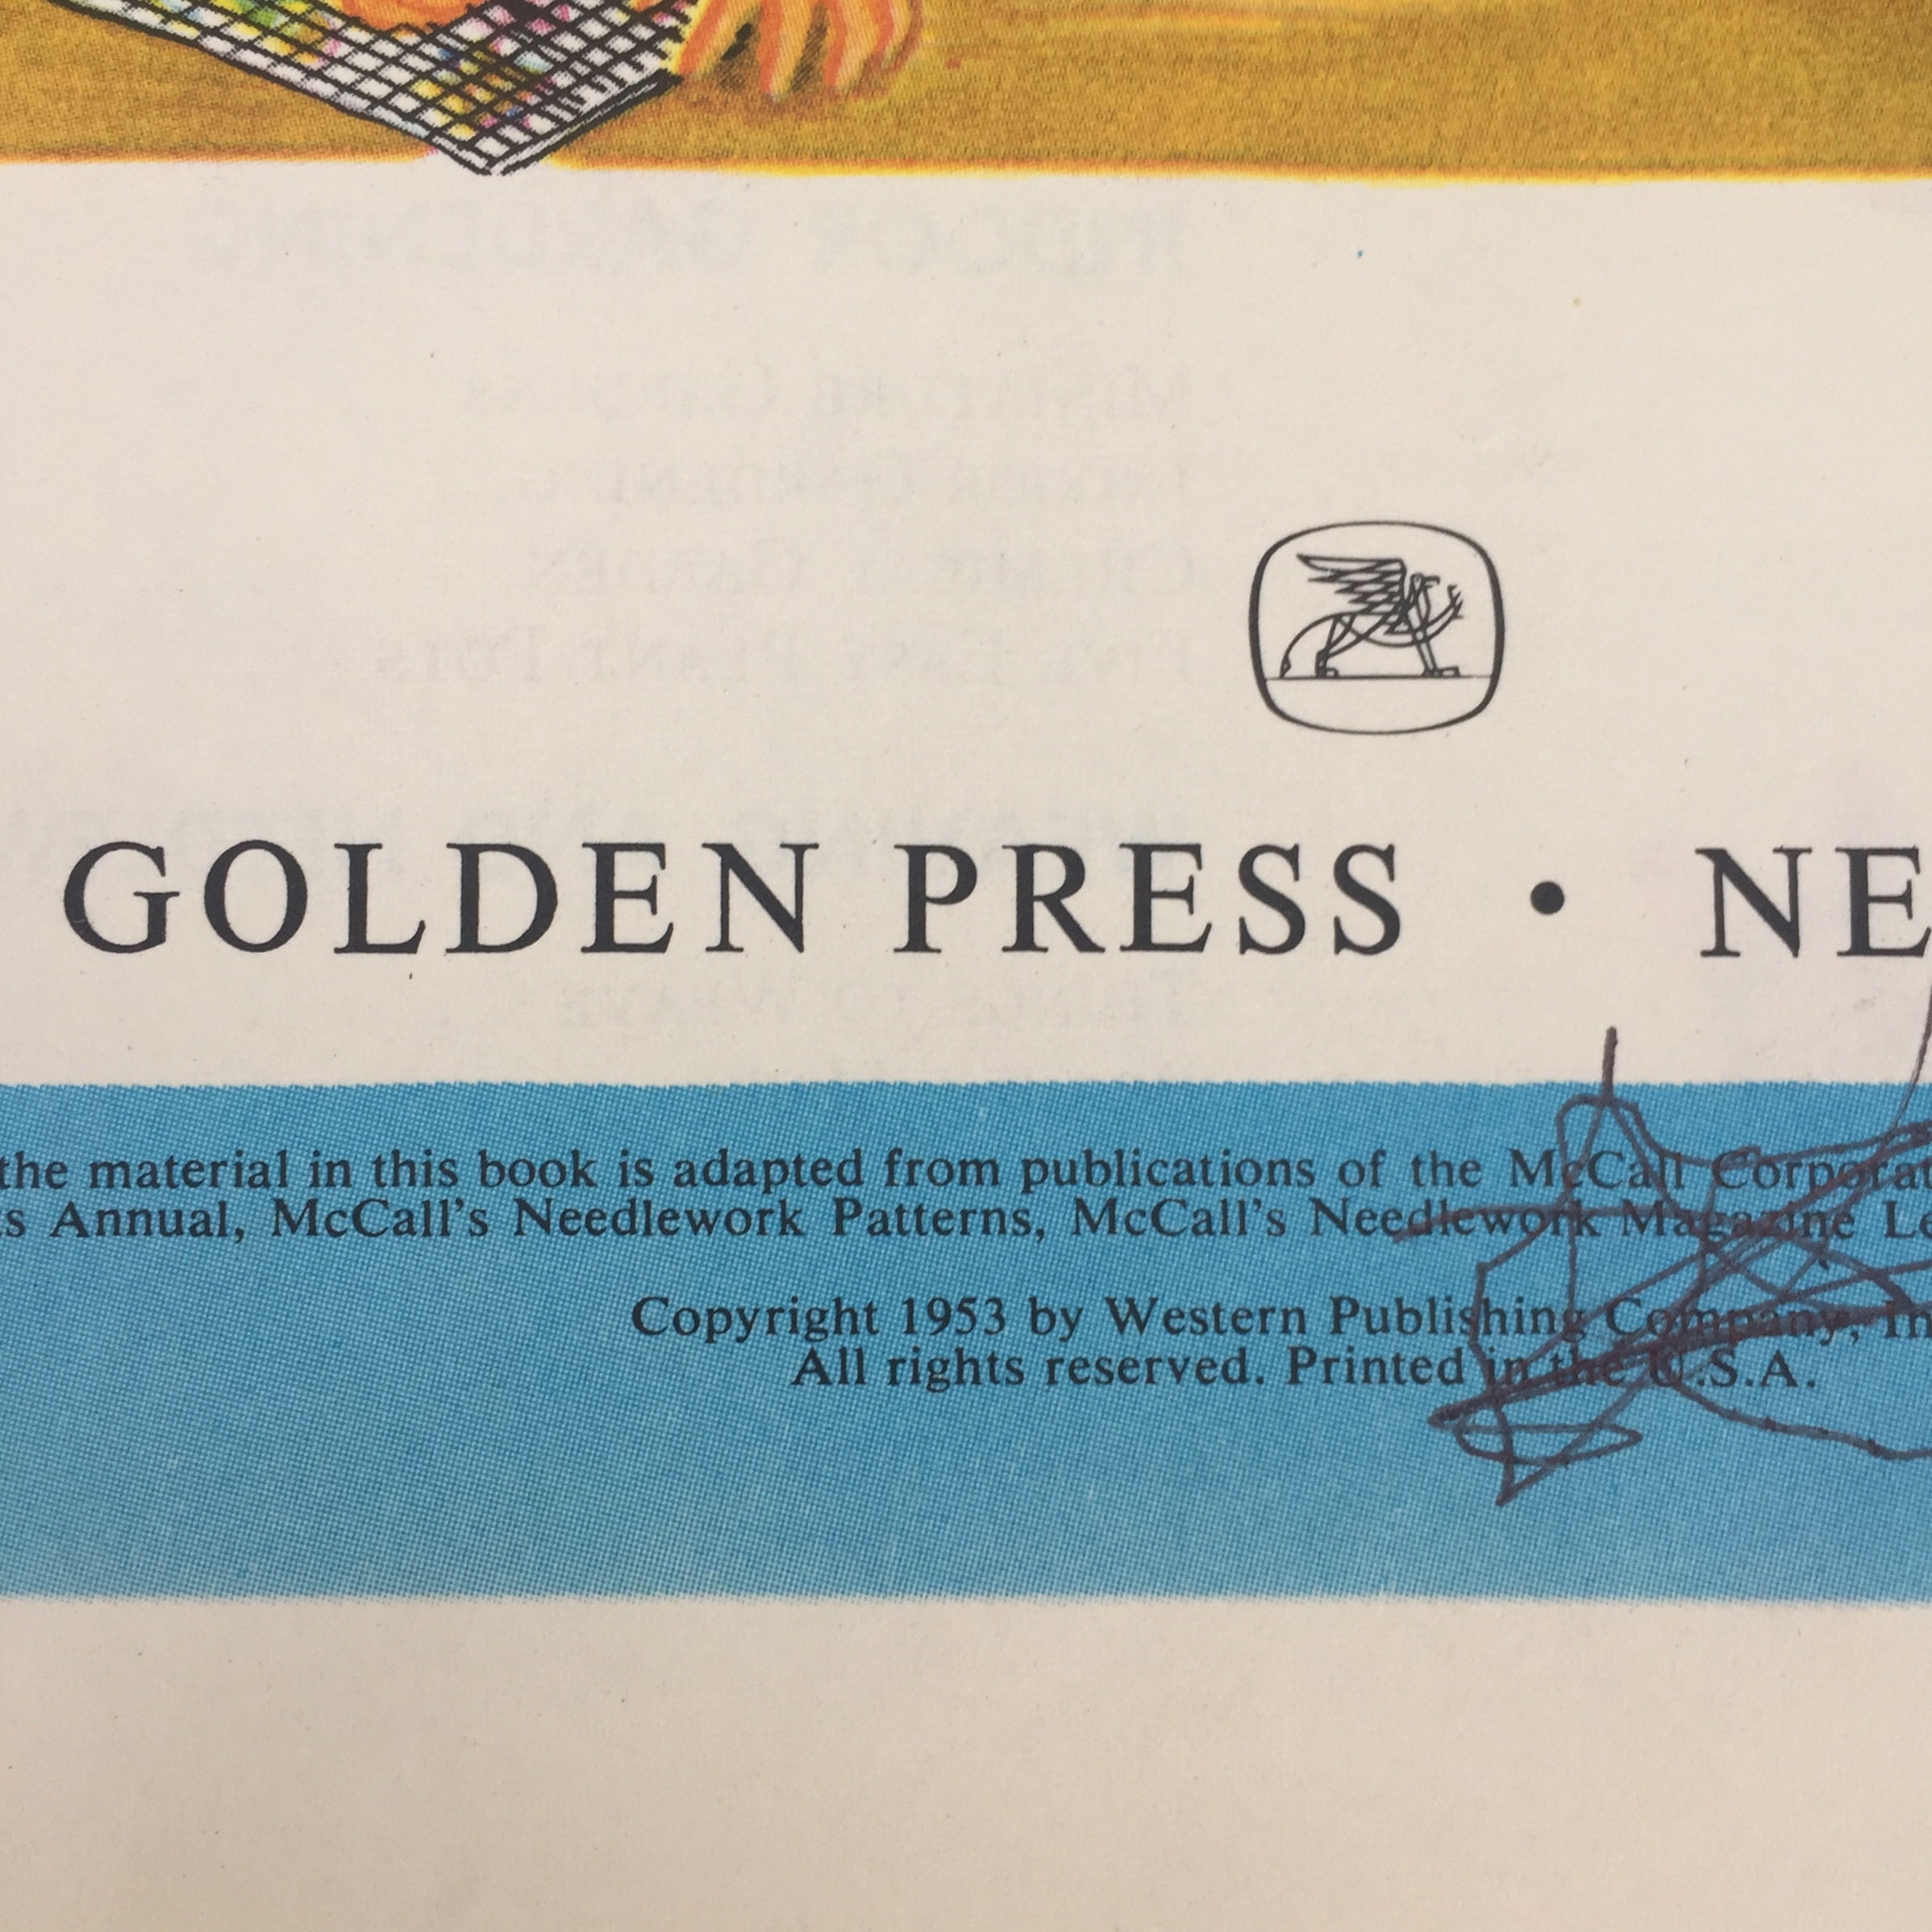 GOLDEN PRESS • NE
the material in this book is adapted from publications of the McCall Corporat
s Annual, McCall's Needlework Patterns, McCall's Needlework Magazine
Copyright 1953 by Western Publishing Company, In
All rights reserved. Printed in the U.S.A.